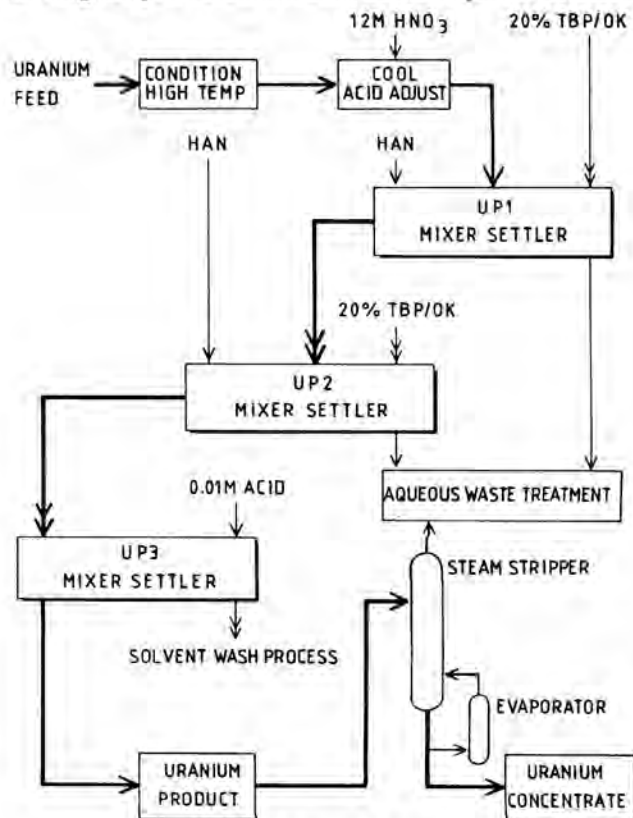 12M HNO3
20% TBP/OK
URANIUM
FEED
CONDITION
HIGH TEMP
COOL
ACID ADJUST
HAN
HAN
UP1
MIXER SETTLER
20% TBP/OK
UP2
MIXER SETTLER
0.01M ACID
AQUEOUS WASTE TREATMENT
UP3
MIXER SETTLER
STEAM STRIPPER
SOLVENT WASH PROCESS
EVAPORATOR
URANIUM
PRODUCT
URANIUM
CONCENTRATE